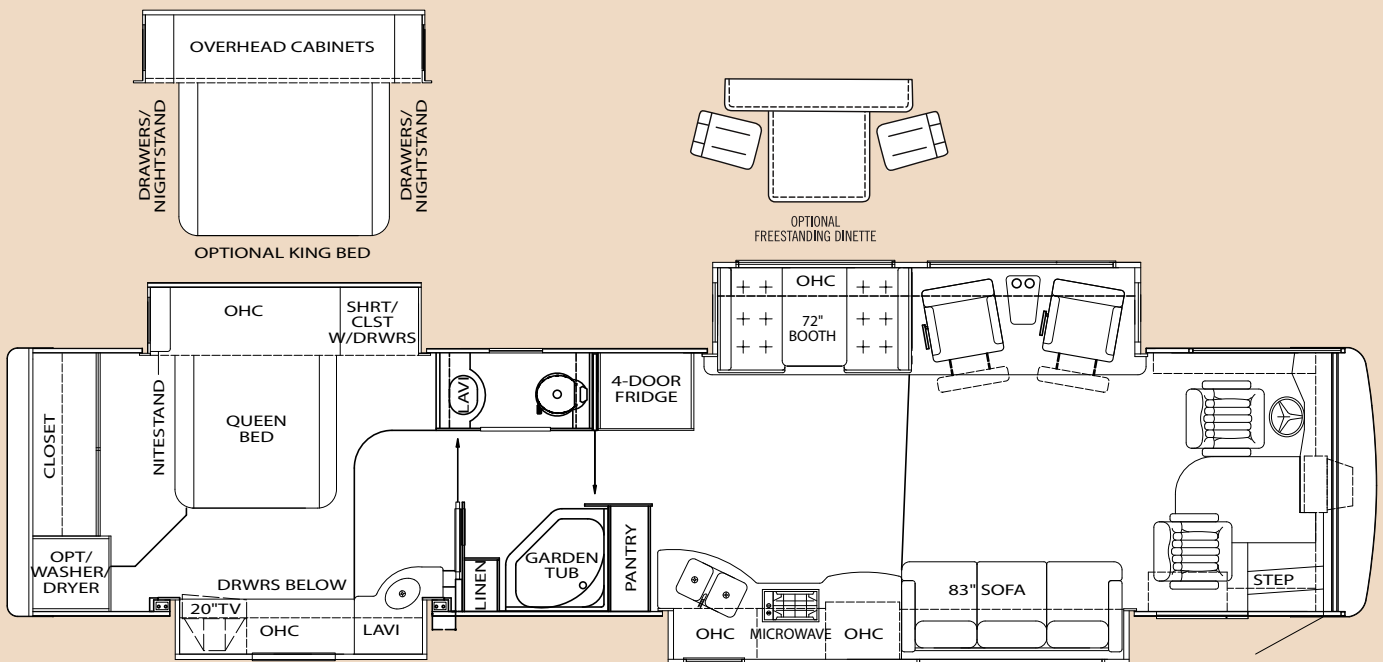 OVERHEAD CABINETS
DRAWERS/
NIGHTSTAND
DRAWERS/
NIGHTSTAND
OPTIONAL KING BED
OPTIONAL
FREESTANDING DINETTE
OHC
SHRT/
CLST
W/DRWRS
OHC
72"
BOOTH
LAVI
4-DOOR
FRIDGE
CLOSET
NITESTAND
QUEEN
BED
OPT/
WASHER/
DRYER
DRWRS BELOW
20"TV
OHC
LAVI
LINEN
GARDEN
TUB
PANTRY
OHC
MICROWAVE
OHC
83" SOFA
STEP